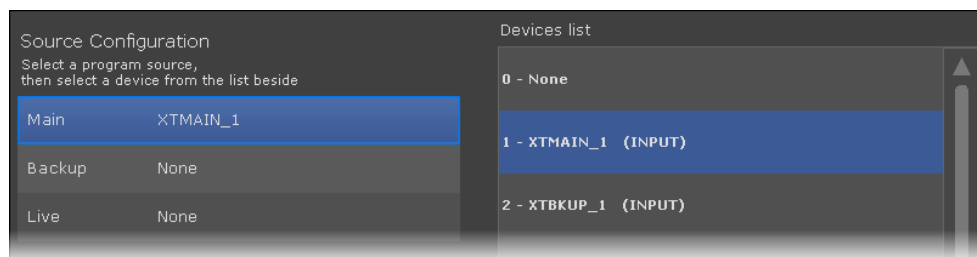 Source Configuration
Select a program source,
then select a device from the list beside
Main XTMAIN_1
Backup None
Live None
Devices list
0 - None
1 - XTMAIN_1 (INPUT)
2 - XTBKUP_1 (INPUT)